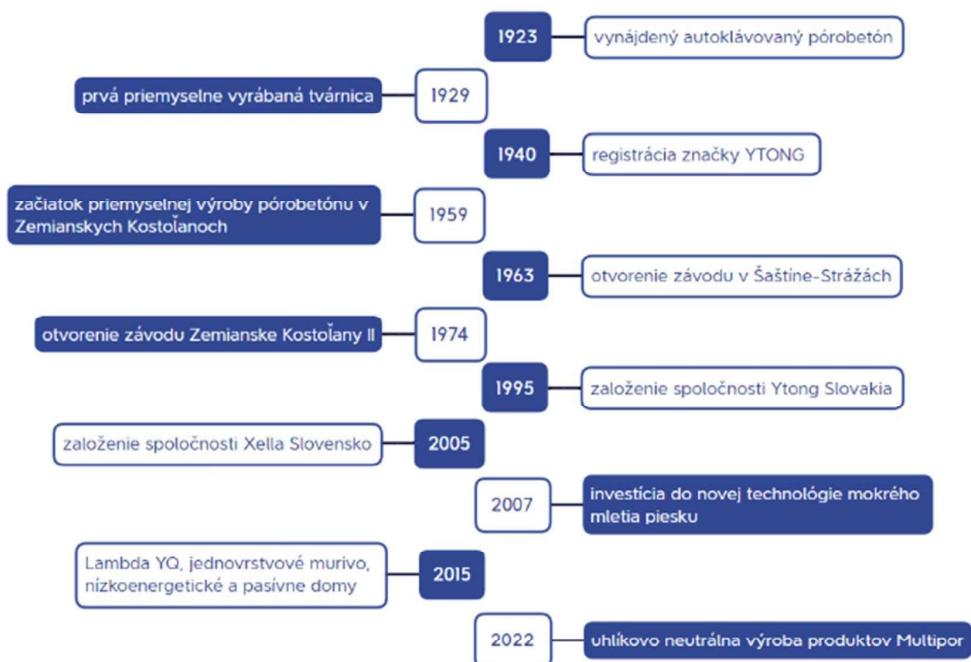 1923
vynájdený autoklávovaný pórobetón
prvá priemyselne vyrábaná tvárnica
1929
1940
registrácia značky YTONG
začiatok priemyselnej výroby pórobetónu v
Zemianskych Kostoľanoch
1959
1963
otvorenie závodu v Šaštíne-Strážách
otvorenie závodu Zemianske Kostoľany II
1974
1995
založenie spoločnosti Ytong Slovakia
založenie spoločnosti Xella Slovensko
2005
2007
investícia do novej technológie mokrého
mletia piesku
Lambda YQ, jednovrstvové murivo,
nízkoenergetické a pasívne domy
2015
2022
uhlíkovo neutrálna výroba produktov Multipor